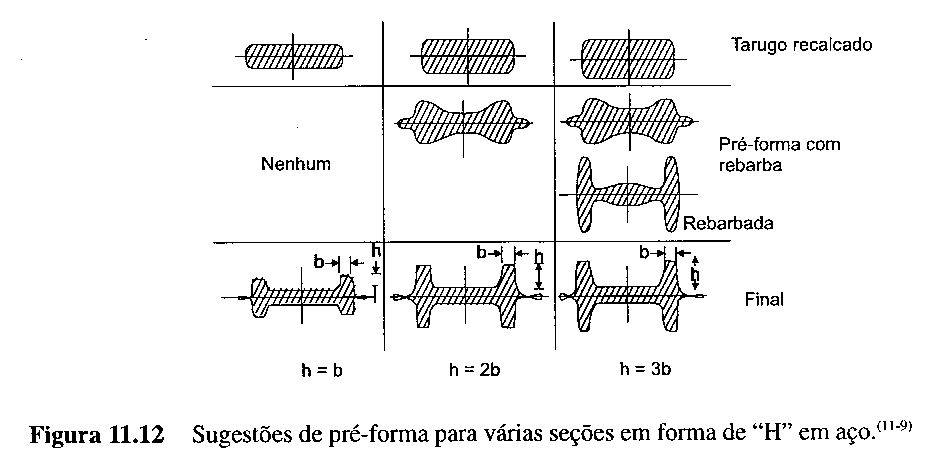 Tarugo recalcado
Nenhum
Pré-forma com
rebarba
Rebarbada
b h
b h
b h
Final
h = b
h = 2b
h = 3b
Figura 11.12 Sugestões de pré-forma para várias seções em forma de “H” em aço.(11-9)